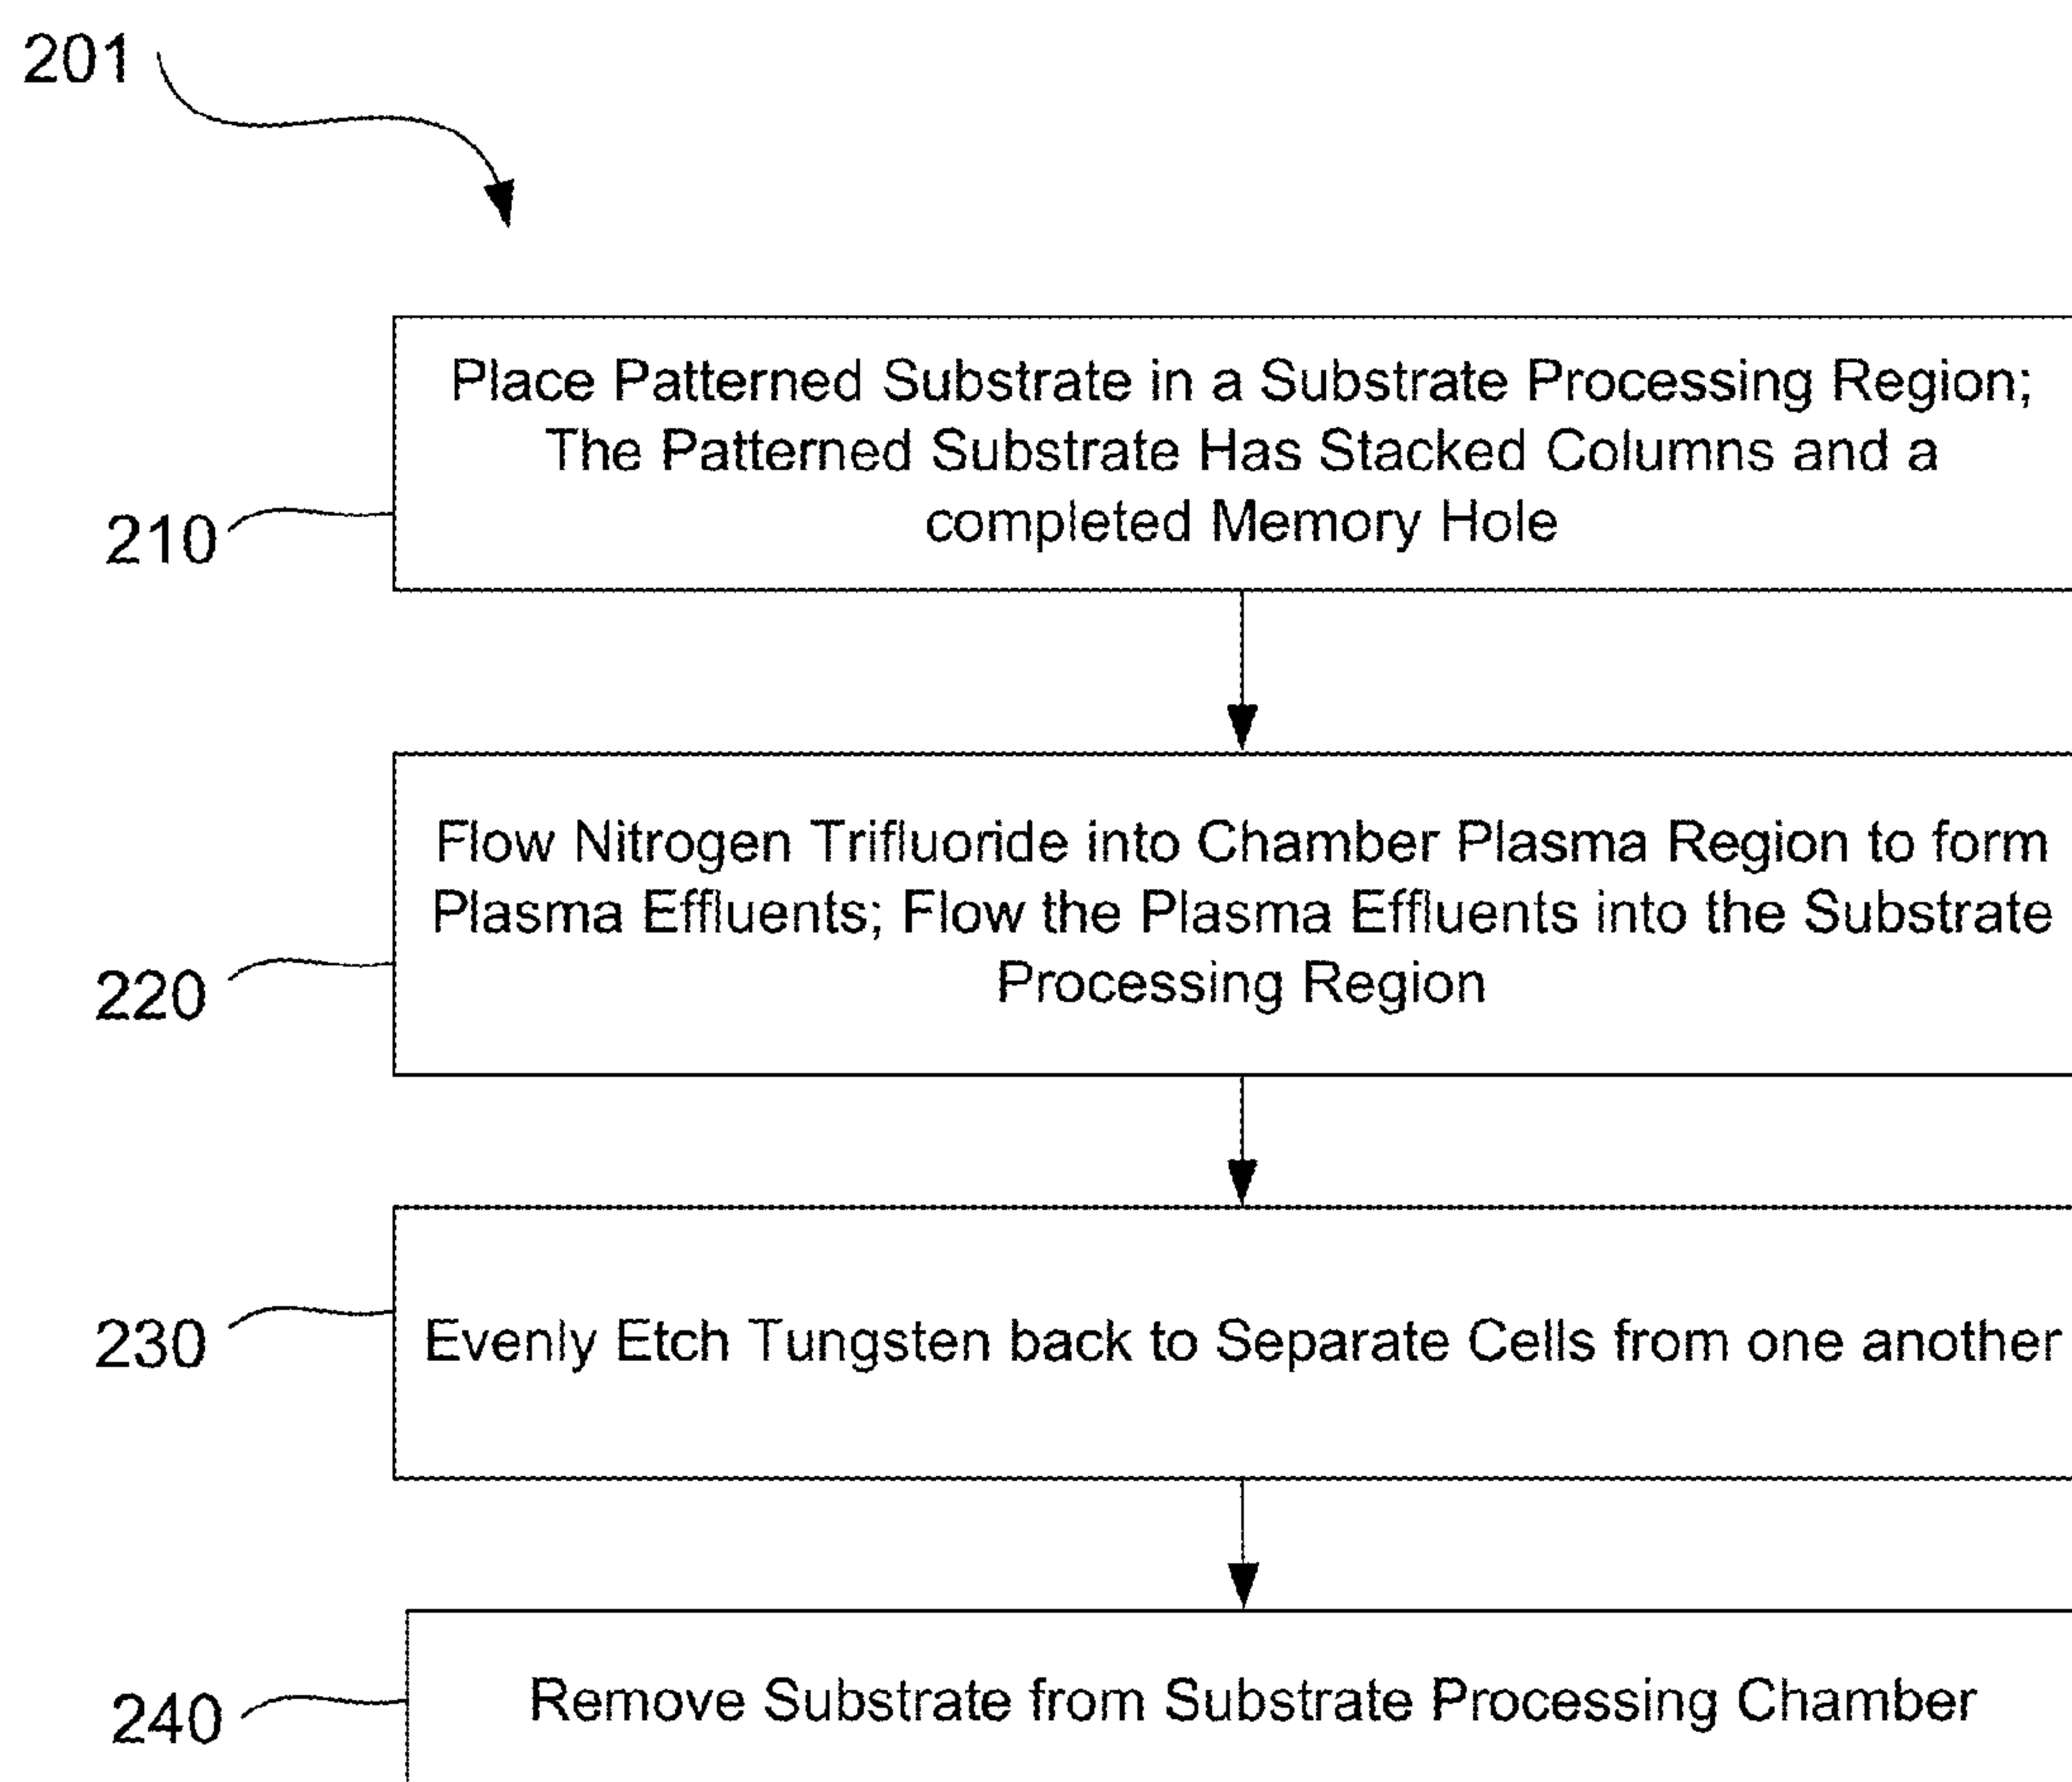 201
Place Patterned Substrate in a Substrate Processing Region;
The Patterned Substrate Has Stacked Columns and a
completed Memory Hole
210
Flow Nitrogen Trifluoride into Chamber Plasma Region to form
Plasma Effluents; Flow the Plasma Effluents into the Substrate
Processing Region
220
Evenly Etch Tungsten back to Separate Cells from one another
230
Remove Substrate from Substrate Processing Chamber
240